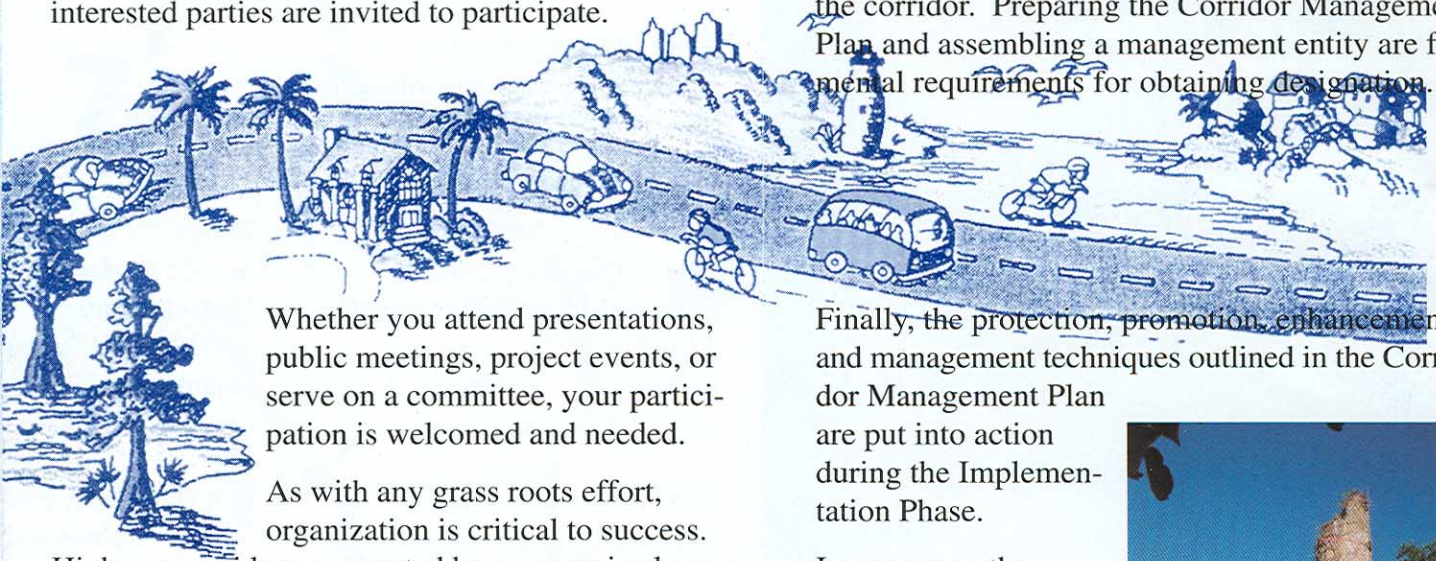 interested parties are invited to participate.
Whether you attend presentations,
public meetings, project events, or
serve on a committee, your partici-
pation is welcomed and needed.
As with any grass roots effort,
organization is critical to success.
the corridor. Preparing the Corridor Manageme
Plan and assembling a management entity are f
mental requirements for obtaining designation.
Finally, the protection, promotion, enhancemen
and management techniques outlined in the Corr
dor Management Plan
are put into action
during the Implemen-
tation Phase.